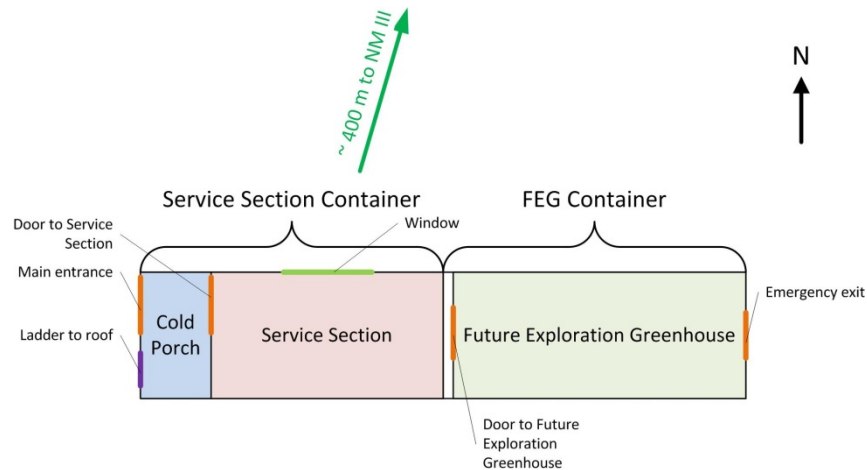 ~ 400 m to NM III
N
Service Section Container
FEG Container
Door to Service
Section
Window
Main entrance
Emergency exit
Ladder to roof
Cold
Porch
Service Section
Future Exploration Greenhouse
Door to Future
Exploration
Greenhouse